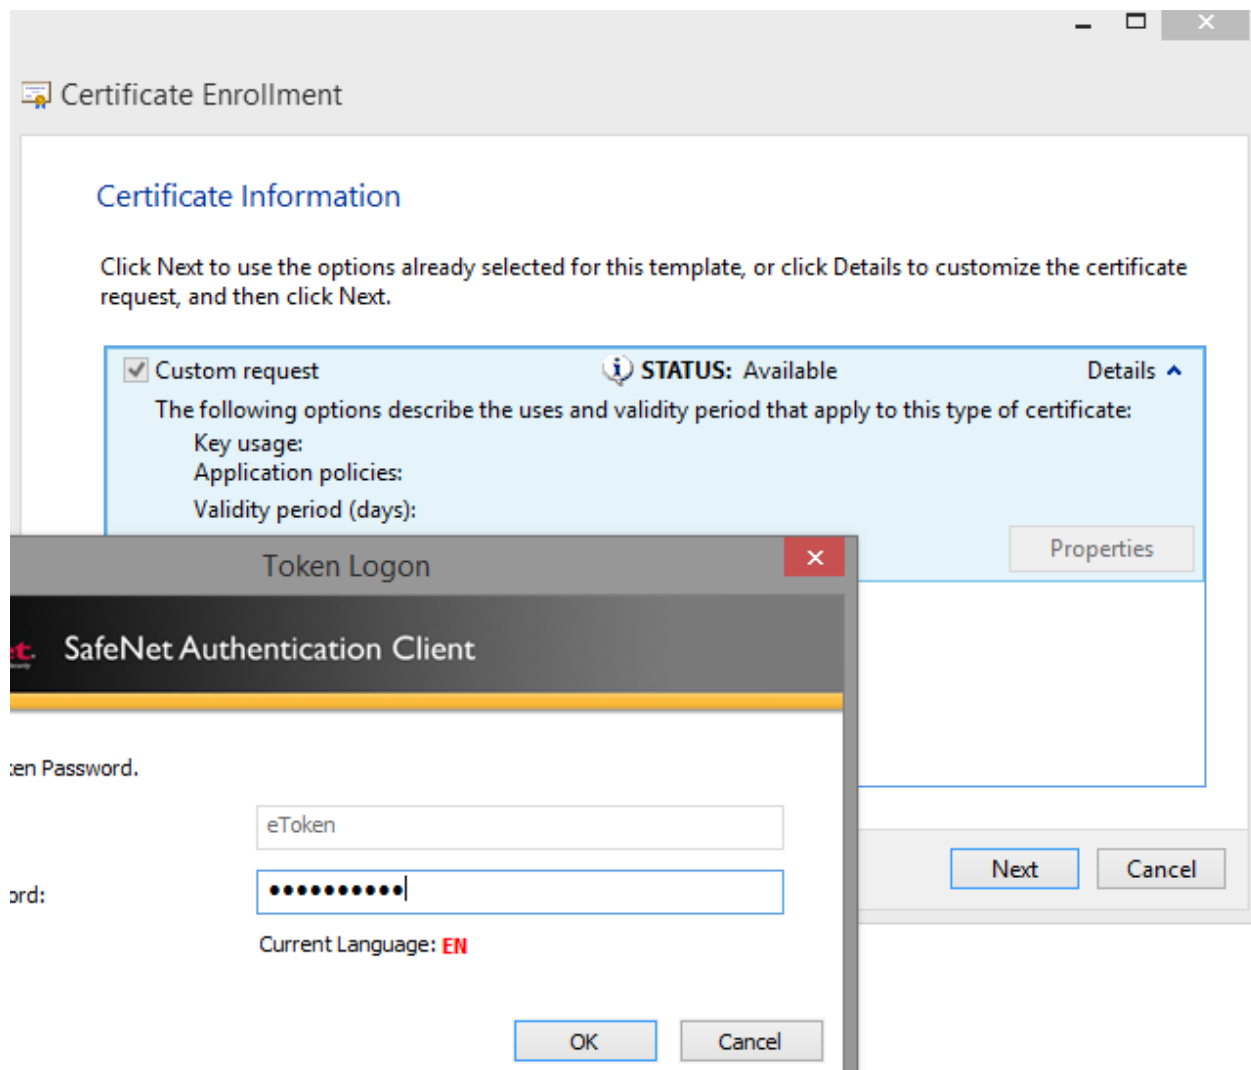 Certificate Enrollment
Certificate Information
Click Next to use the options already selected for this template, or click Details to customize the certificate
request, and then click Next.
Custom request STATUS: Available Details
The following options describe the uses and validity period that apply to this type of certificate:
Key usage:
Application policies:
Validity period (days):
Properties
Token Logon
et. SafeNet Authentication Client
en Password.
eToken
ord:
Current Language: EN
OK Cancel
Next Cancel